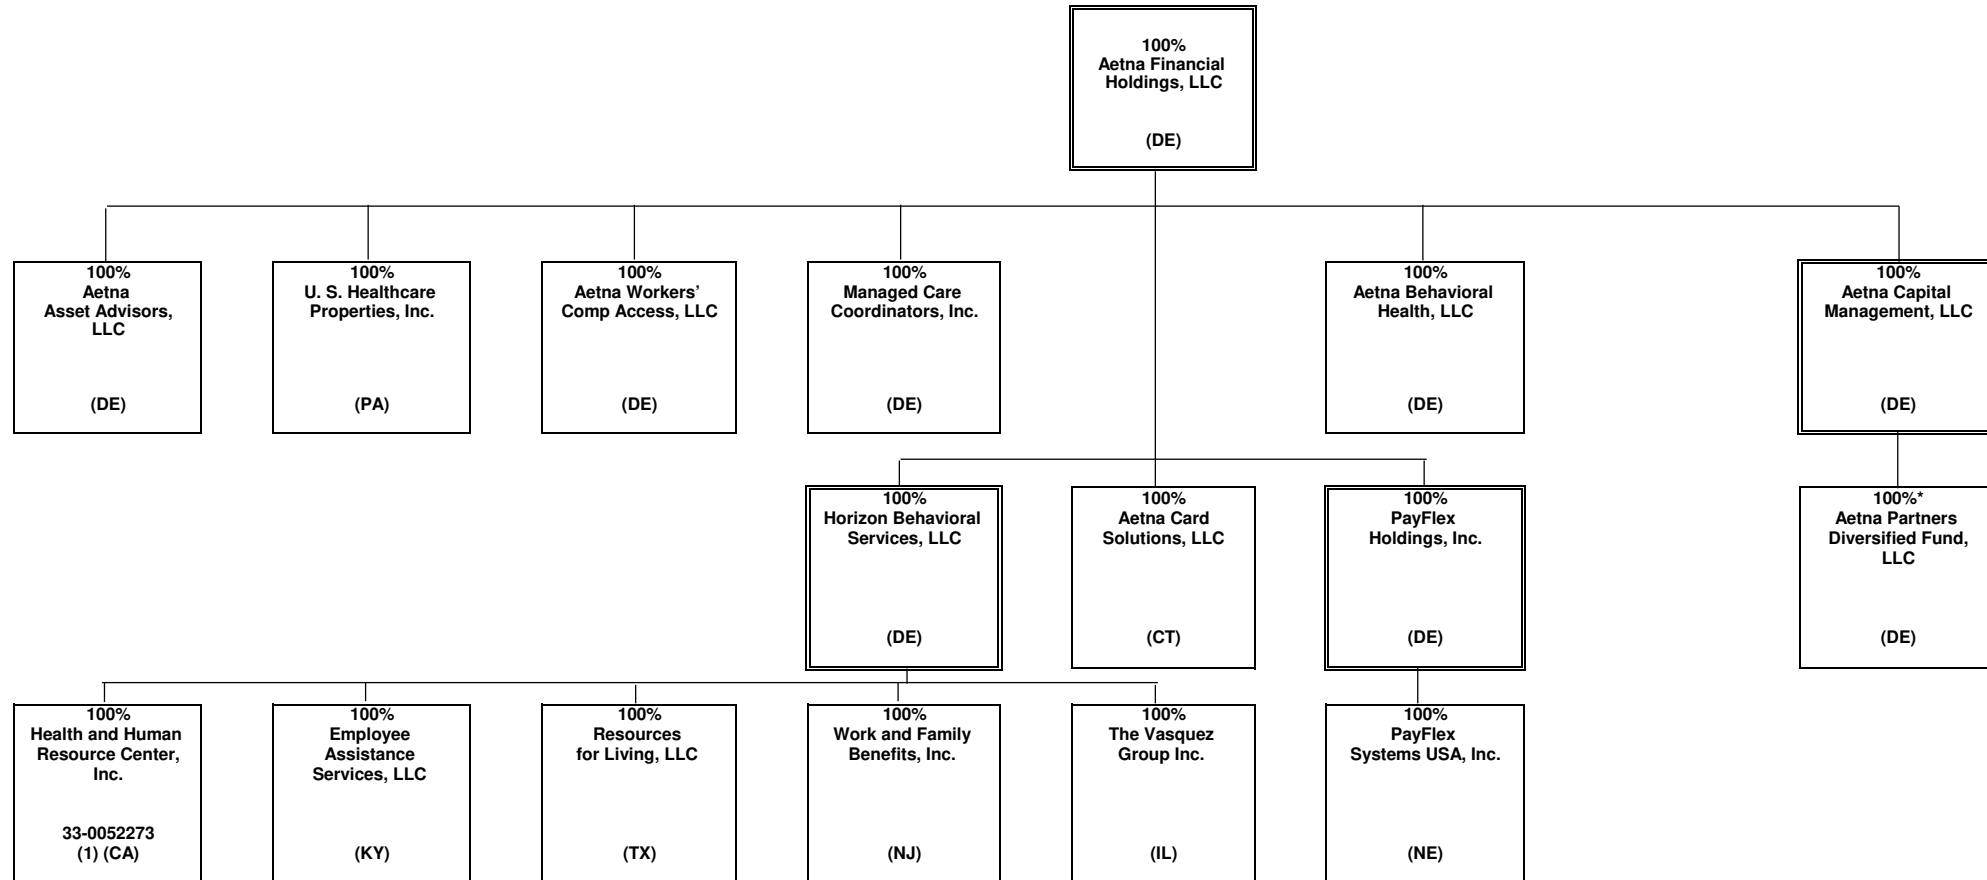 100%
Aetna Financial
Holdings, LLC
(DE)
100%
Aetna
Asset Advisors,
LLC
(DE)
100%
U. S. Healthcare
Properties, Inc.
(PA)
100%
Aetna Workers’
Comp Access, LLC
(DE)
100%
Managed Care
Coordinators, Inc.
(DE)
100%
Aetna Behavioral
Health, LLC
(DE)
100%
Aetna Capital
Management, LLC
(DE)
100%
Horizon Behavioral
Services, LLC
(DE)
100%
Aetna Card
Solutions, LLC
(CT)
100%
PayFlex
Holdings, Inc.
(DE)
100%*
Aetna Partners
Diversified Fund,
LLC
(DE)
100%
Health and Human
Resource Center,
Inc.
33-0052273
(1) (CA)
100%
Employee
Assistance
Services, LLC
(KY)
100%
Resources
for Living, LLC
(TX)
100%
Work and Family
Benefits, Inc.
(NJ)
100%
The Vasquez
Group Inc.
(IL)
100%
PayFlex
Systems USA, Inc.
(NE)